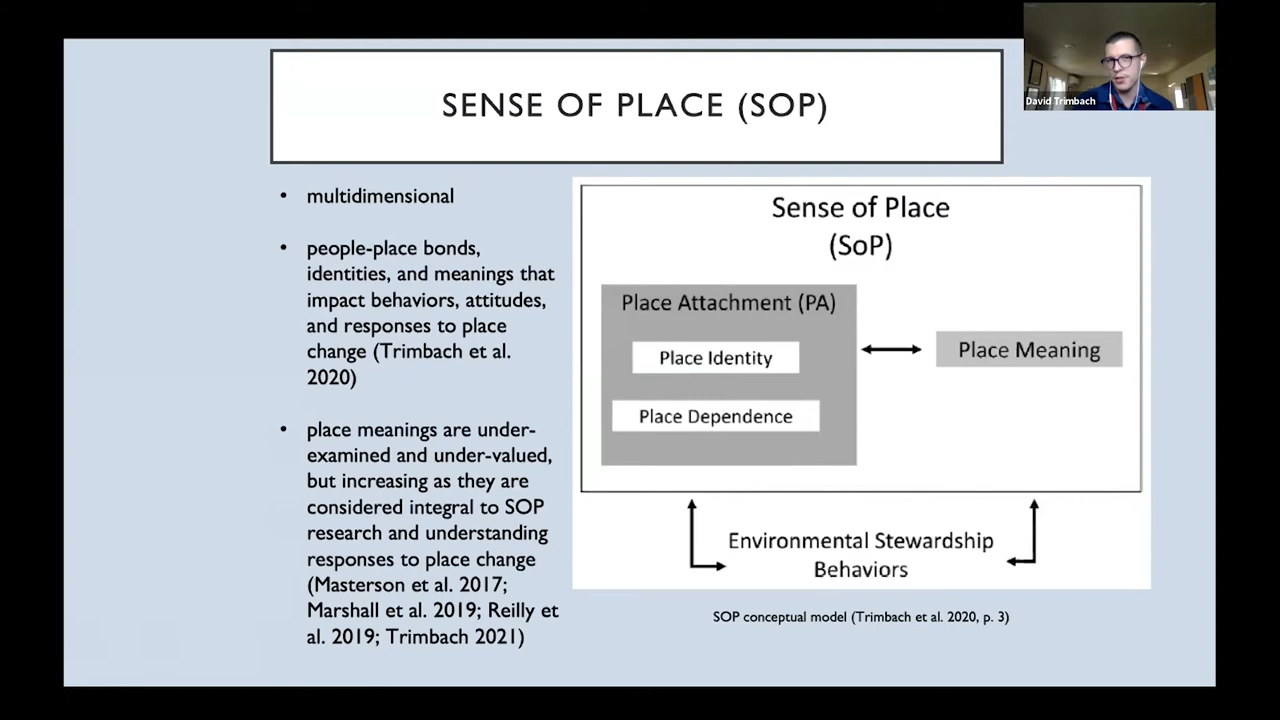 SENSE OF PLACE (SOP)
David Trimbach
• multidimensional
• people-place bonds,
identities, and meanings that
impact behaviors, attitudes,
and responses to place
change (Trimbach et al.
2020)
• place meanings are under-
examined and under-valued,
but increasing as they are
considered integral to SOP
research and understanding
responses to place change
(Masterson et al. 2017;
Marshall et al. 2019; Reilly et
al. 2019; Trimbach 2021)
Sense of Place
(SoP)
Place Attachment (PA)
Place Identity
Place Dependence
Place Meaning
Environmental Stewardship
Behaviors
SOP conceptual model (Trimbach et al. 2020, p. 3)